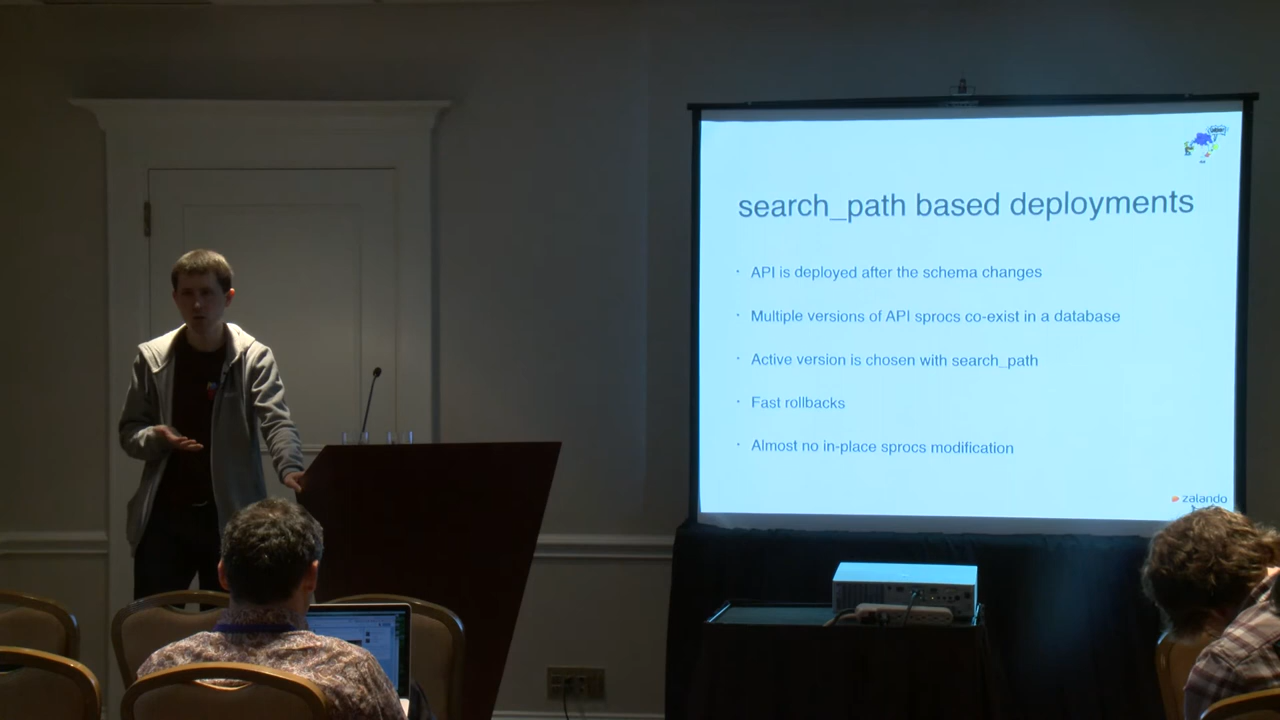 search_path based deployments
· API is deployed after the schema changes
· Multiple versions of API sprocs co-exist in a database
· Active version is chosen with search_path
· Fast rollbacks
· Almost no in-place sprocs modification
zalando